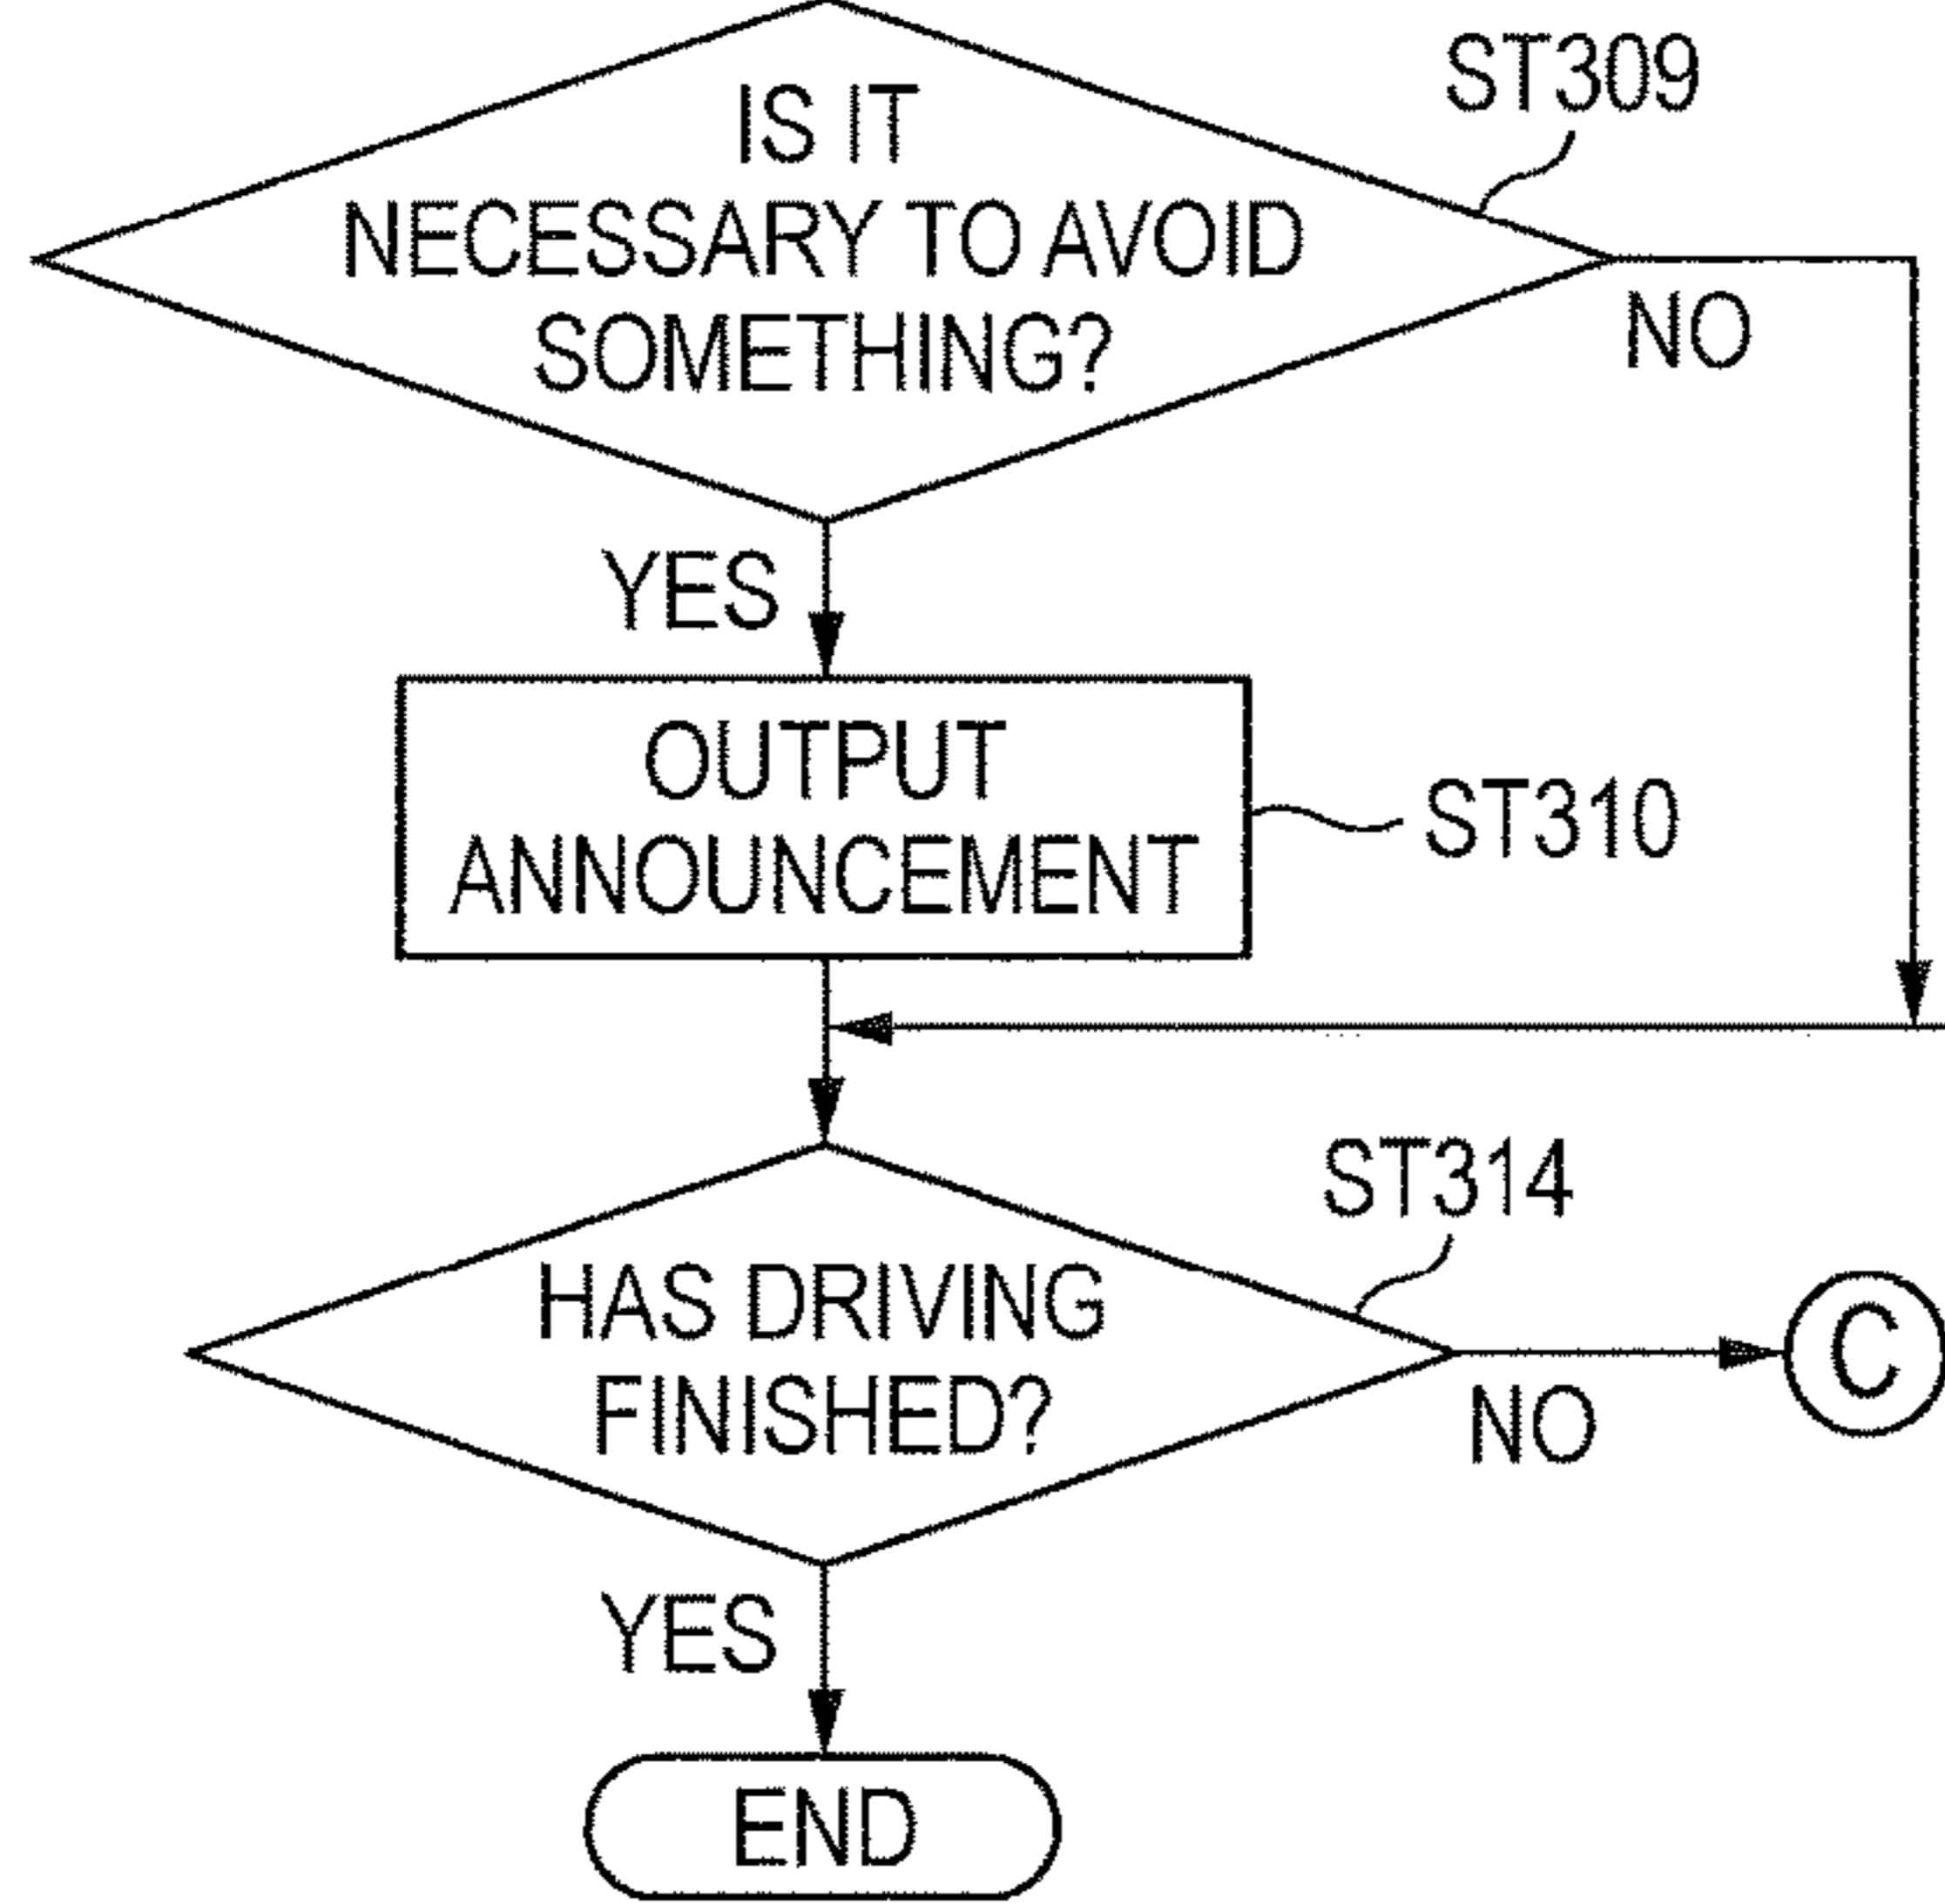 ST309
IS IT
NECESSARY TO AVOID
SOMETHING?
NO
YES
OUTPUT
ANNOUNCEMENT
ST310
ST314
HAS DRIVING
FINISHED?
NO
C
YES
END